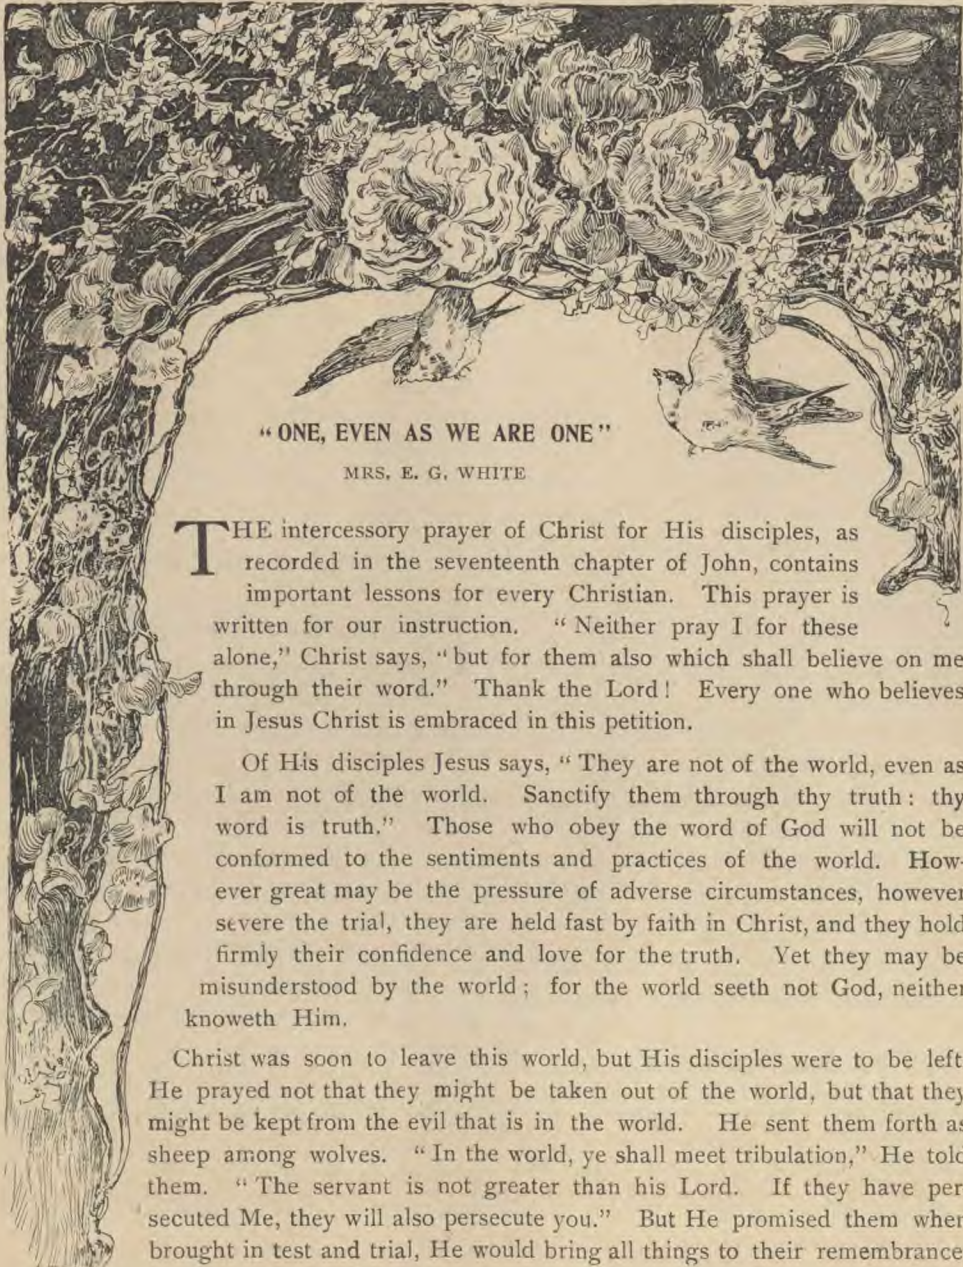 " ONE, EVEN AS WE ARE ONE "
MRS. E. G. WHITE
THE intercessory prayer of Christ for His disciples, as
recorded in the seventeenth chapter of John, contains
important lessons for every Christian. This prayer is
written for our instruction. " Neither pray I for these
alone," Christ says, " but for them also which shall believe on me
through their word." Thank the Lord ! Every one who believes
in Jesus Christ is embraced in this petition.
Of His disciples Jesus says, " They are not of the world, even as
I am not of the world. Sanctify them through thy truth : thy
word is truth." Those who obey the word of God will not be
conformed to the sentiments and practices of the world. How-
ever great may be the pressure of adverse circumstances, however
severe the trial, they are held fast by faith in Christ, and they hold
firmly their confidence and love for the truth. Yet they may be
misunderstood by the world ; for the world seeth not God, neither
knoweth Him.
Christ was soon to leave this world, but His disciples were to be left
He prayed not that they might be taken out of the world, but that they
might be kept from the evil that is in the world. He sent them forth as
sheep among wolves. " In the world, ye shall meet tribulation," He told
them. " The servant is not greater than his Lord. If they have per
secuted Me, they will also persecute you." But He promised them when
brought in test and trial, He would bring all things to their remembrance